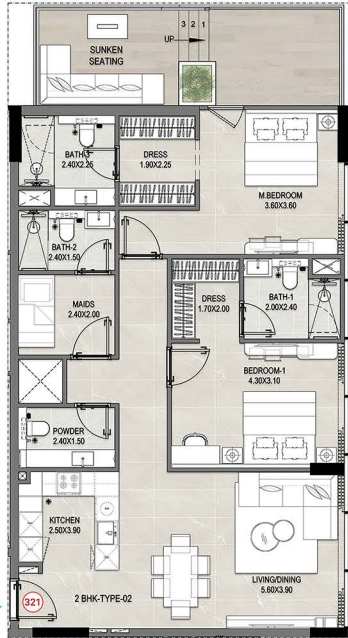 3 2 1
UP
SUNKEN
SEATING
BATH-3
2.40X2.25
DRESS
1.90X2.25
M.BEDROOM
3.60X3.60
BATH-2
2.40X1.50
MAIDS
2.40X2.00
DRESS
1.70X2.00
BATH-1
2.00X2.40
BEDROOM-1
4.30X3.10
POWDER
2.40X1.50
KITCHEN
2.50X3.90
LIVING/DINING
5.60X3.90
321
2 BHK-TYPE-02